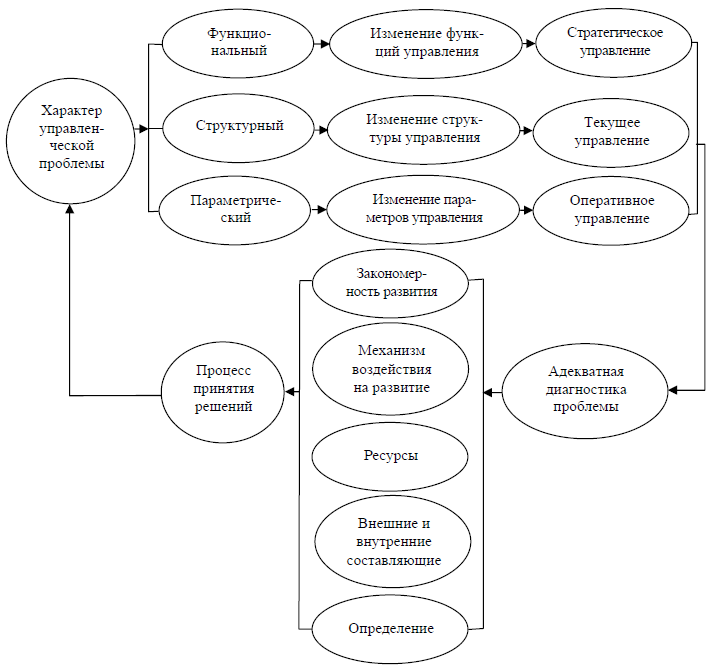 Функцио-
нальный
Изменение функ-
ций управления
Стратегическое
управление
Характер
управлен-
ческой
проблемы
Структурный
Изменение струк-
туры управления
Текущее
управление
Параметриче-
ский
Изменение пара-
метров управления
Оперативное
управление
Закономер-
ность развития
Механизм
воздействия
на развитие
Процесс
принятия
решений
Адекватная
диагностика
проблемы
Ресурсы
Внешние и
внутренние
составляющие
Определение